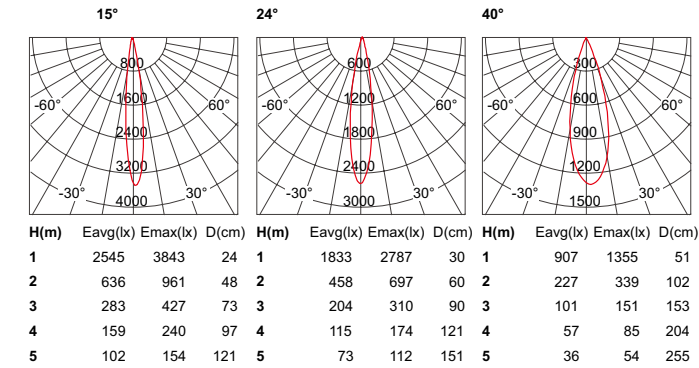 15° 24° 40°
800 600 300
-60° 1600 60° -60° 1200 60° -60° 600 60°
2400 1800 900
3200 2400 1200
-30° 30° -30° 30° -30° 30°
4000 3000 1500
H(m) Eavg(lx) Emax(lx) D(cm) H(m) Eavg(lx) Emax(lx) D(cm) H(m) Eavg(lx) Emax(lx) D(cm)
1 2545 3843 24 1 1833 2787 30 1 907 1355 51
2 636 961 48 2 458 697 60 2 227 339 102
3 283 427 73 3 204 310 90 3 101 151 153
4 159 240 97 4 115 174 121 4 57 85 204
5 102 154 121 5 73 112 151 5 36 54 255